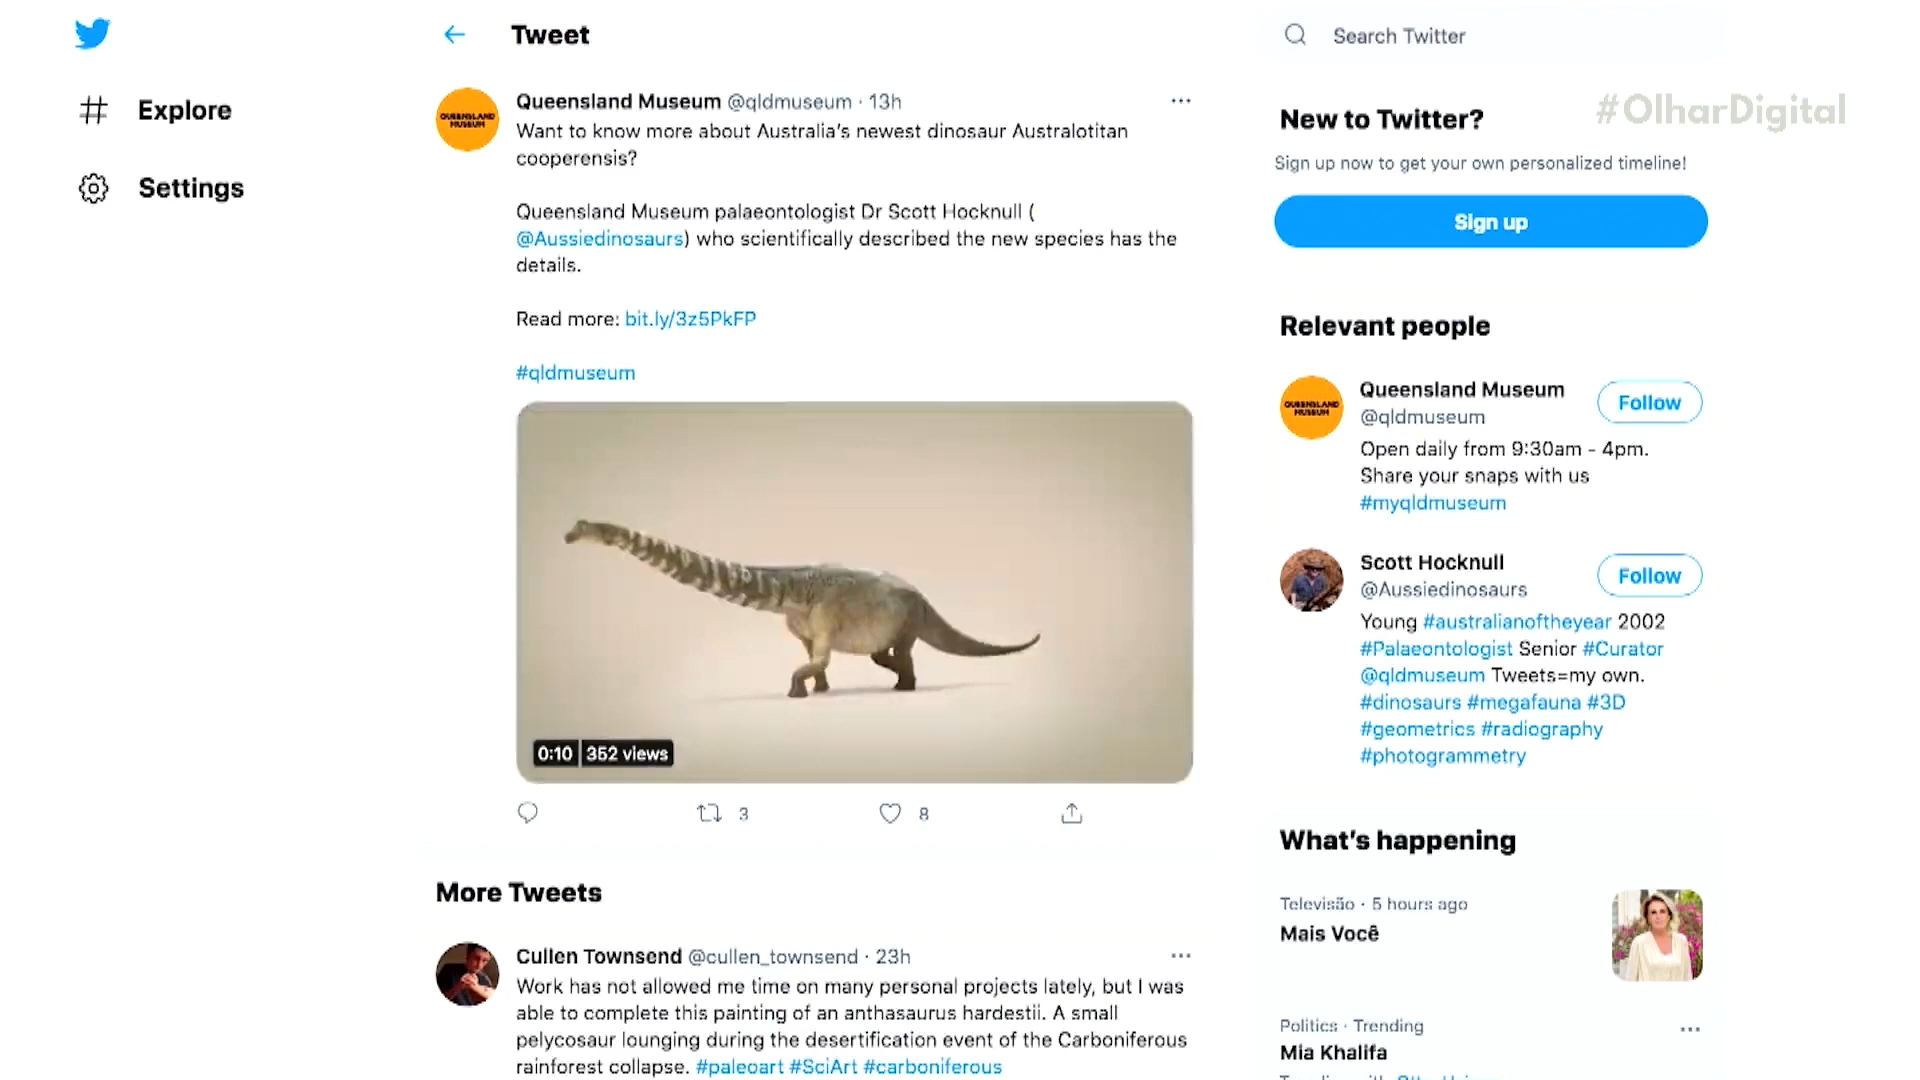 Tweet
Search Twitter
#OlharDigital
Explore
Settings
QUEENSLAND
MUSEUM
Queensland Museum @qldmuseum · 13h
Want to know more about Australia's newest dinosaur Australotitan
cooperensis?
Queensland Museum palaeontologist Dr Scott Hocknull (
@Aussiedinosaurs) who scientifically described the new species has the
details.
Read more: bit.ly/3z5PkFP
#qldmuseum
0:10 352 views
3
8
More Tweets
Cullen Townsend @cullen_townsend · 23h
Work has not allowed me time on many personal projects lately, but I was
able to complete this painting of an anthasaurus hardestii. A small
pelycosaur lounging during the desertification event of the Carboniferous
rainforest collapse. #paleoart #SciArt #carboniferous
New to Twitter?
Sign up now to get your own personalized timeline!
Sign up
Relevant people
QUEENSLAND
MUSEUM
Queensland Museum
@qldmuseum
Follow
Open daily from 9:30am - 4pm.
Share your snaps with us
#myqldmuseum
Scott Hocknull
@Aussiedinosaurs
Follow
Young #australianoftheyear 2002
#Palaeontologist Senior #Curator
@qldmuseum Tweets=my own.
#dinosaurs #megafauna #3D
#geometrics #radiography
#photogrammetry
What's happening
Televisão · 5 hours ago
Mais Você
Politics · Trending
Mia Khalifa